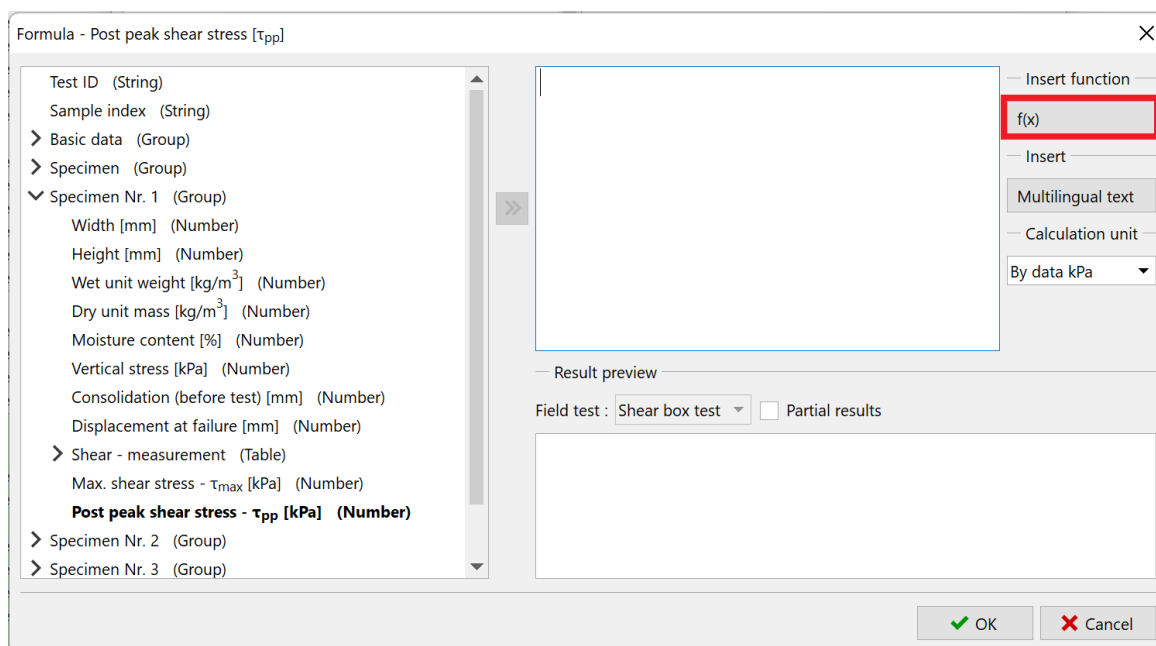 Formula - Post peak shear stress [τpp]
Test ID (String)
Sample index (String)
Basic data (Group)
Specimen (Group)
Specimen Nr. 1 (Group)
Width [mm] (Number)
Height [mm] (Number)
Wet unit weight [kg/m³] (Number)
Dry unit mass [kg/m³] (Number)
Moisture content [%] (Number)
Vertical stress [kPa] (Number)
Consolidation (before test) [mm] (Number)
Displacement at failure [mm] (Number)
Shear - measurement (Table)
Max. shear stress - τmax [kPa] (Number)
Post peak shear stress - τpp [kPa] (Number)
Specimen Nr. 2 (Group)
Specimen Nr. 3 (Group)
Insert function
f(x)
Insert
Multilingual text
Calculation unit
By data kPa
Result preview
Field test : Shear box test Partial results
OK Cancel